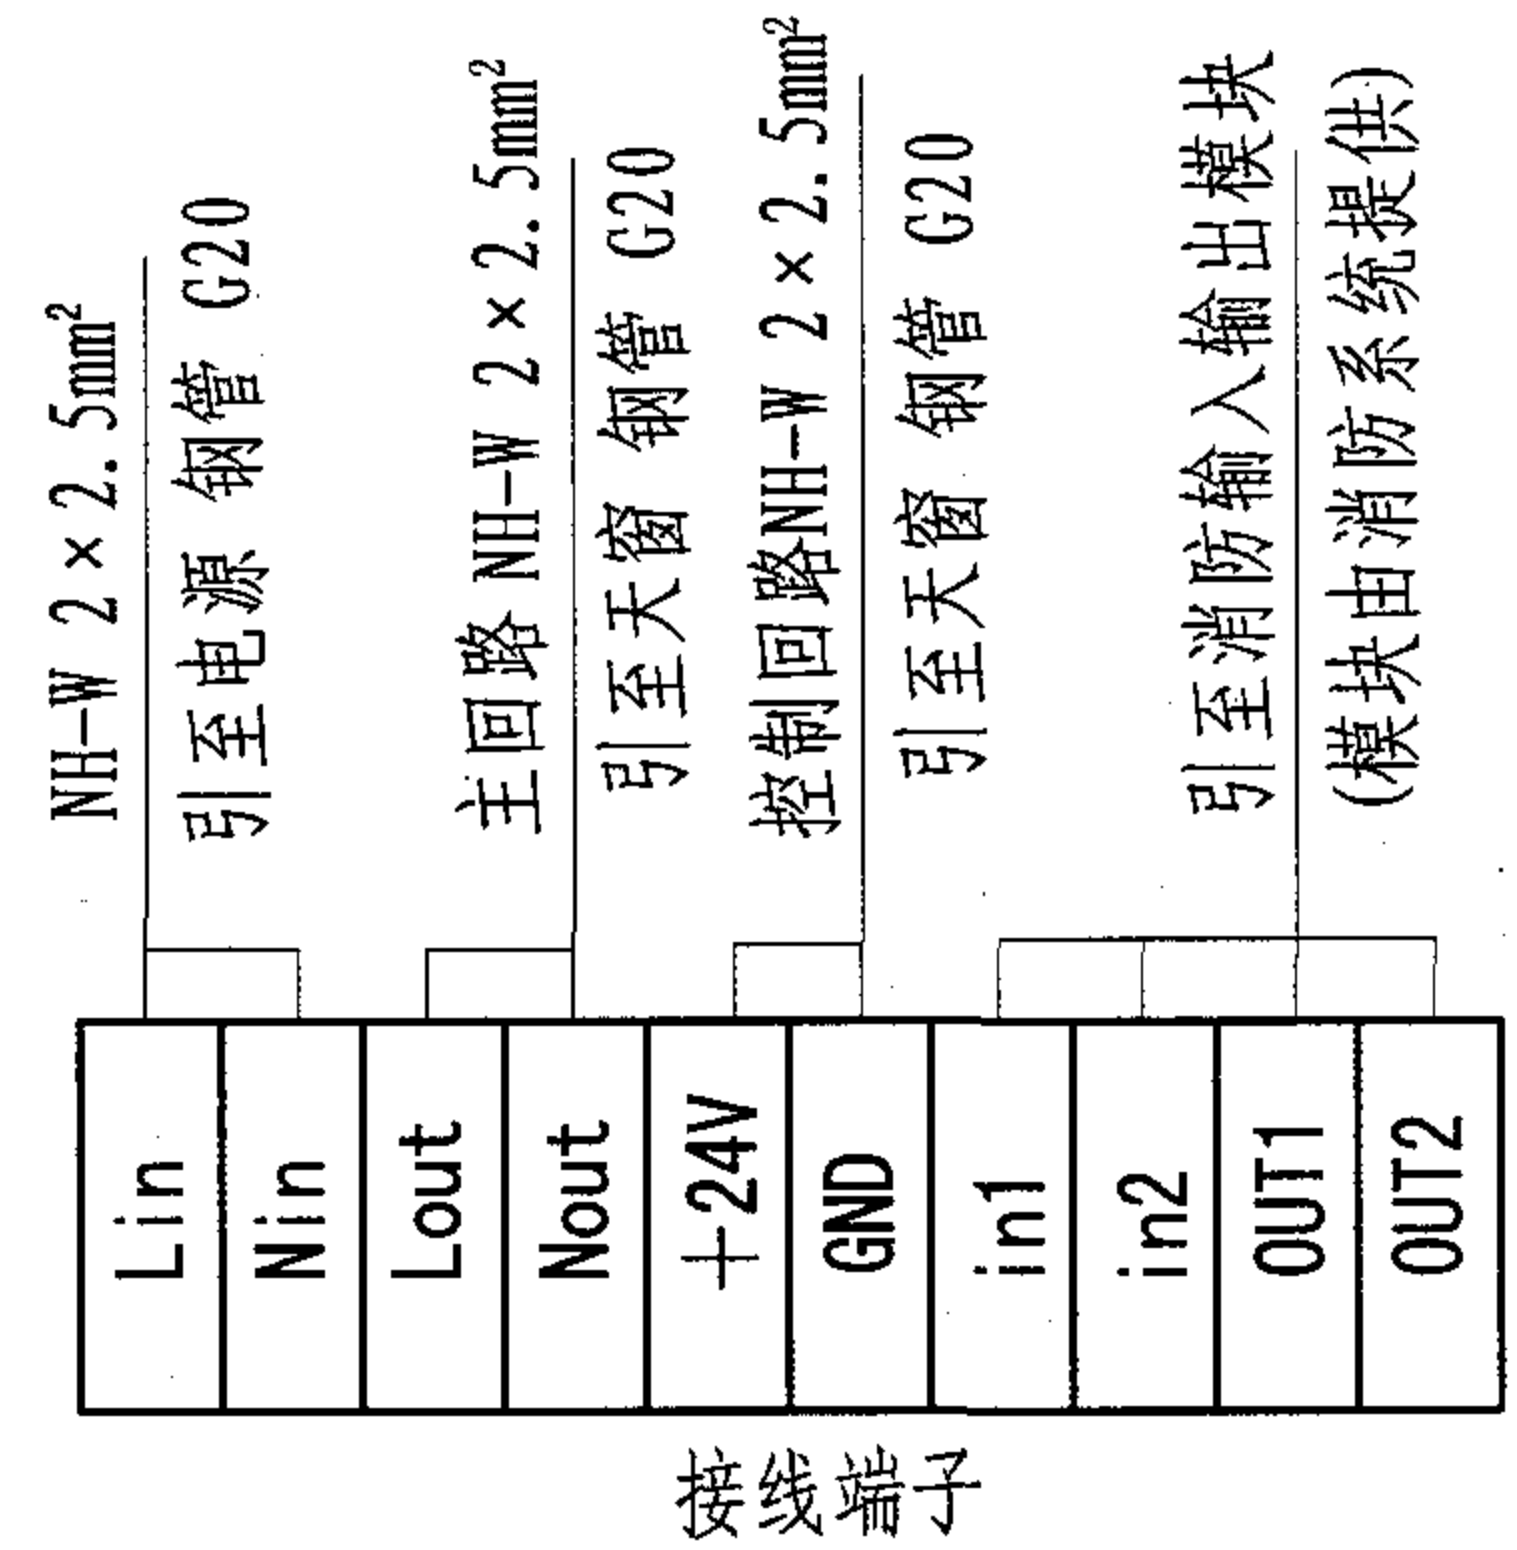 NH-W 2×2.5mm²
引至电源 钢管 G20
主回路 NH-W 2×2.5mm²
引至天窗 钢管 G20
控制回路NH-W 2×2.5mm²
引至天窗 钢管 G20
引至消防输入输出模块
(模块由消防系统提供)
Lin
Nin
Lout
Nout
+24V
GND
in1
in2
OUT1
OUT2
接线端子